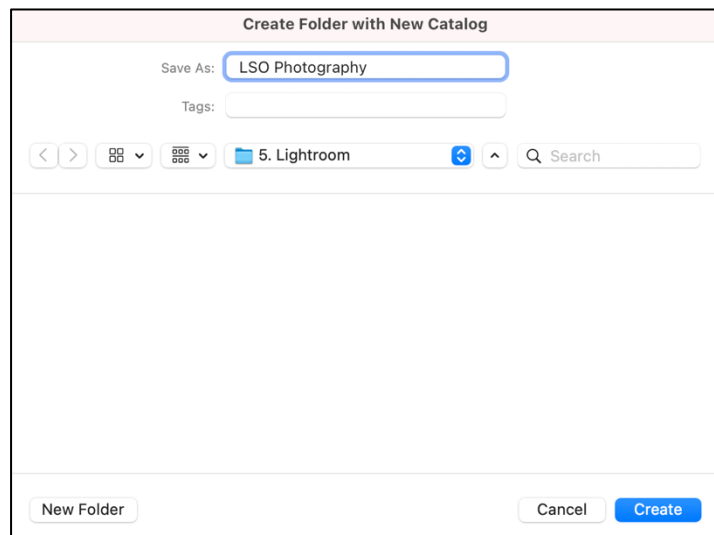 Create Folder with New Catalog
Save As: LSO Photography
Tags:
5. Lightroom Search
New Folder Cancel Create